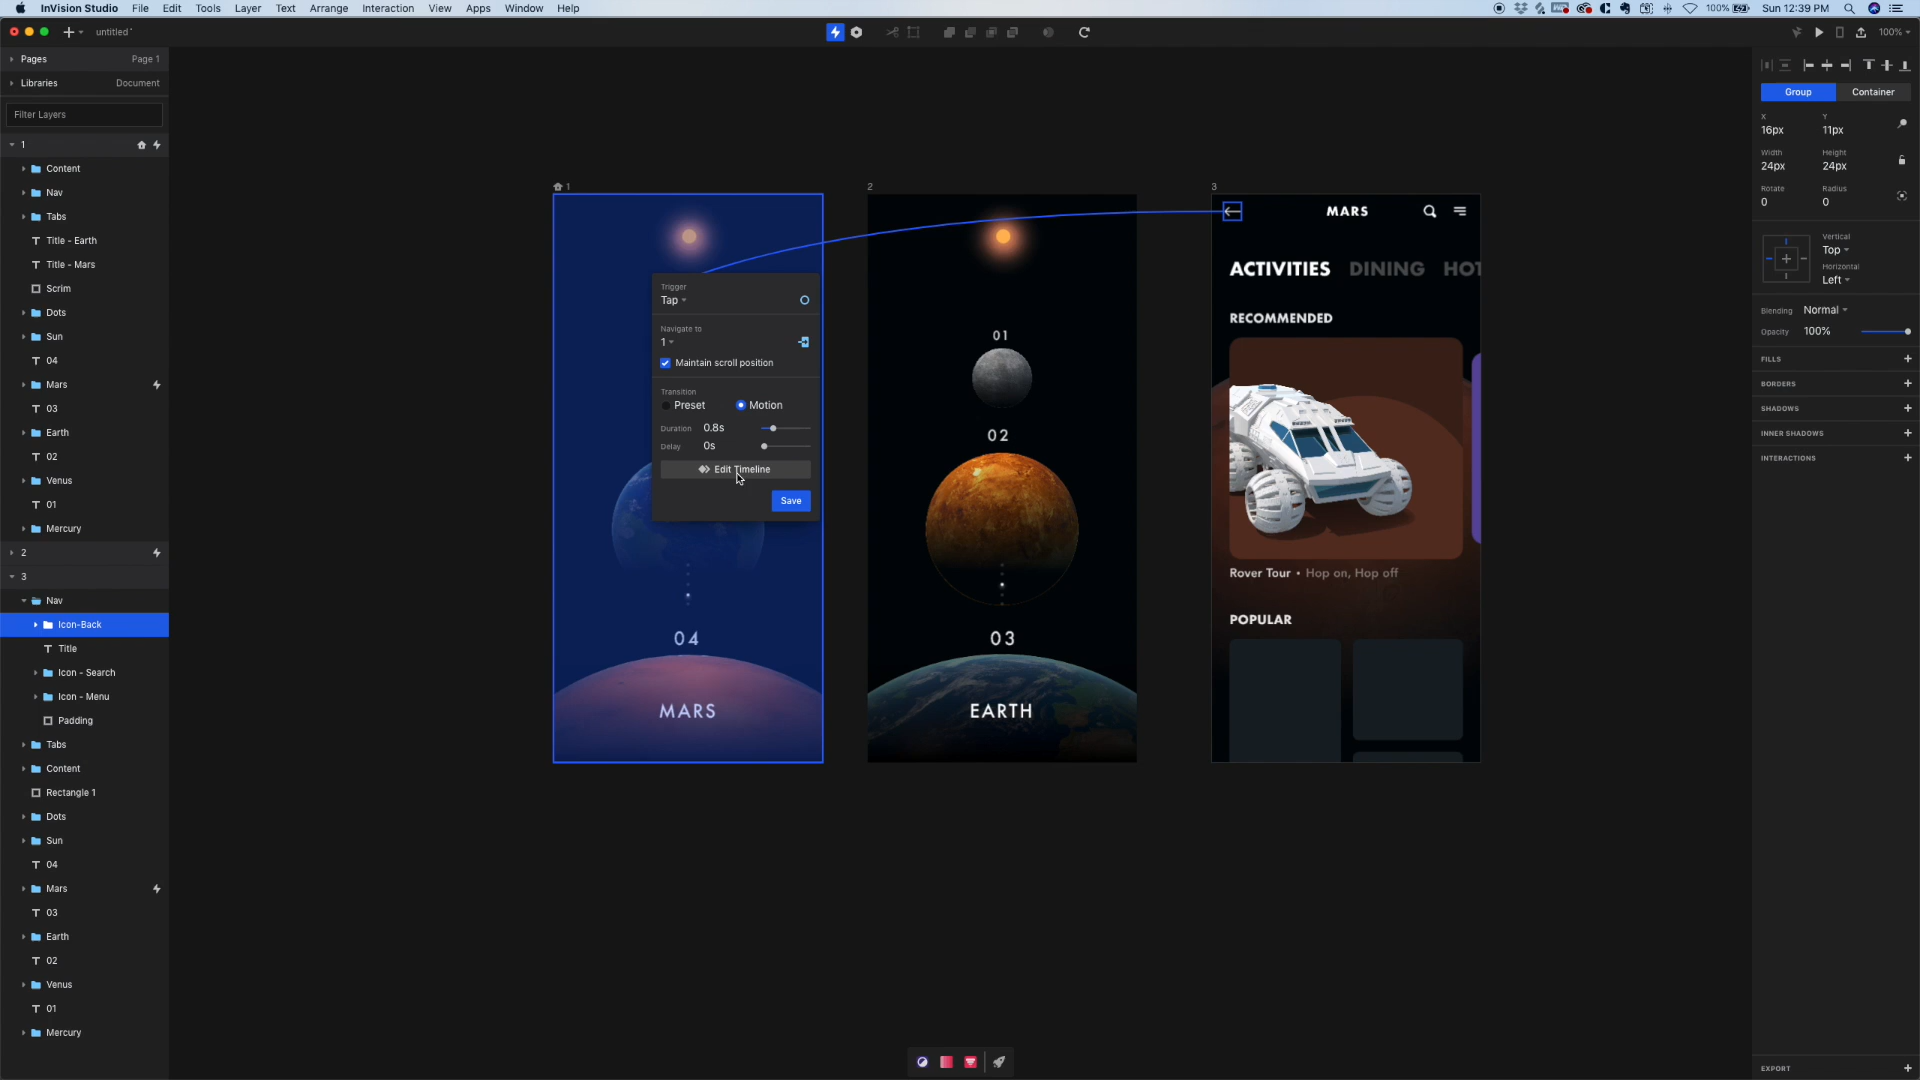 InVision Studio File Edit Tools Layer Text Arrange Interaction View Apps Window Help
100% Sun 12:39 PM
untitled
100%
Pages Page 1
Libraries Document
Filter Layers
1
Content
Nav
Tabs
Title - Earth
Title - Mars
Scrim
Dots
Sun
04
Mars
03
Earth
02
Venus
01
Mercury
2
3
Nav
Icon-Back
Title
Icon - Search
Icon - Menu
Padding
Tabs
Content
Rectangle 1
Dots
Sun
04
Mars
03
Earth
02
Venus
01
Mercury
1
04
MARS
Trigger
Tap
Navigate to
1
Maintain scroll position
Transition
Preset Motion
Duration 0.8s
Delay 0s
Edit Timeline
Save
2
01
02
03
EARTH
3
MARS
ACTIVITIES DINING HOT
RECOMMENDED
Rover Tour • Hop on, Hop off
POPULAR
Group Container
X Y
16px 11px
Width Height
24px 24px
Rotate Radius
0 0
Vertical
Top
Horizontal
Left
Blending Normal
Opacity 100%
FILLS
BORDERS
SHADOWS
INNER SHADOWS
INTERACTIONS
EXPORT